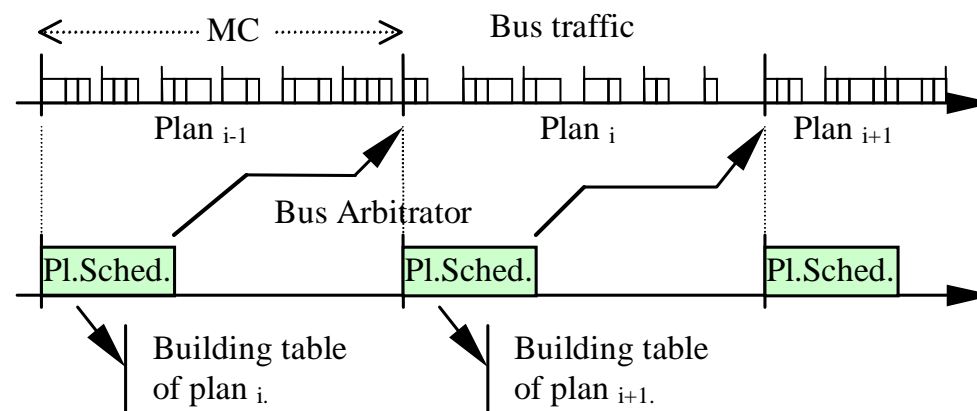 MC Bus traffic
Plan i-1 Plan i Plan i+1
Bus Arbitrator
Pl.Sched. Pl.Sched. Pl.Sched.
Building table Building table
of plan i. of plan i+1.